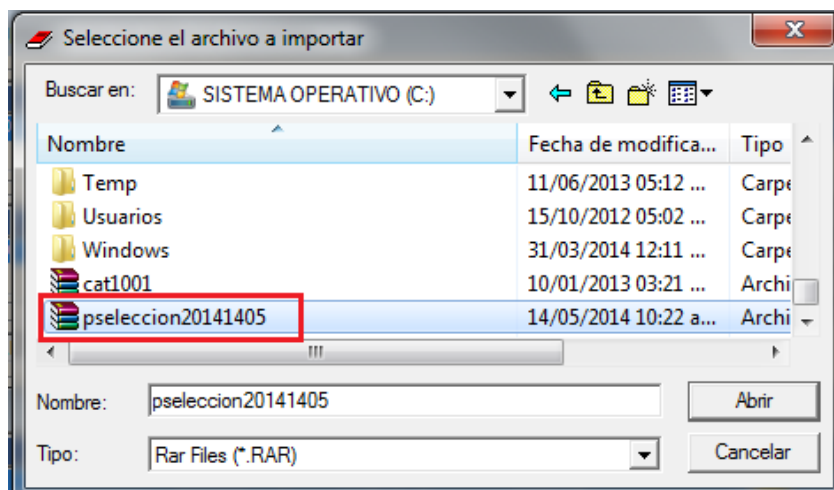 Seleccione el archivo a importar
Buscar en: SISTEMA OPERATIVO (C:)
Nombre Fecha de modifica... Tipo
Temp 11/06/2013 05:12 ... Carpe
Usuarios 15/10/2012 05:02 ... Carpe
Windows 31/03/2014 12:11 ... Carpe
cat1001 10/01/2013 03:21 ... Archi
pseleccion20141405 14/05/2014 10:22 a... Archi
Nombre: pseleccion20141405 Abrir
Tipo: Rar Files (*.RAR) Cancelar